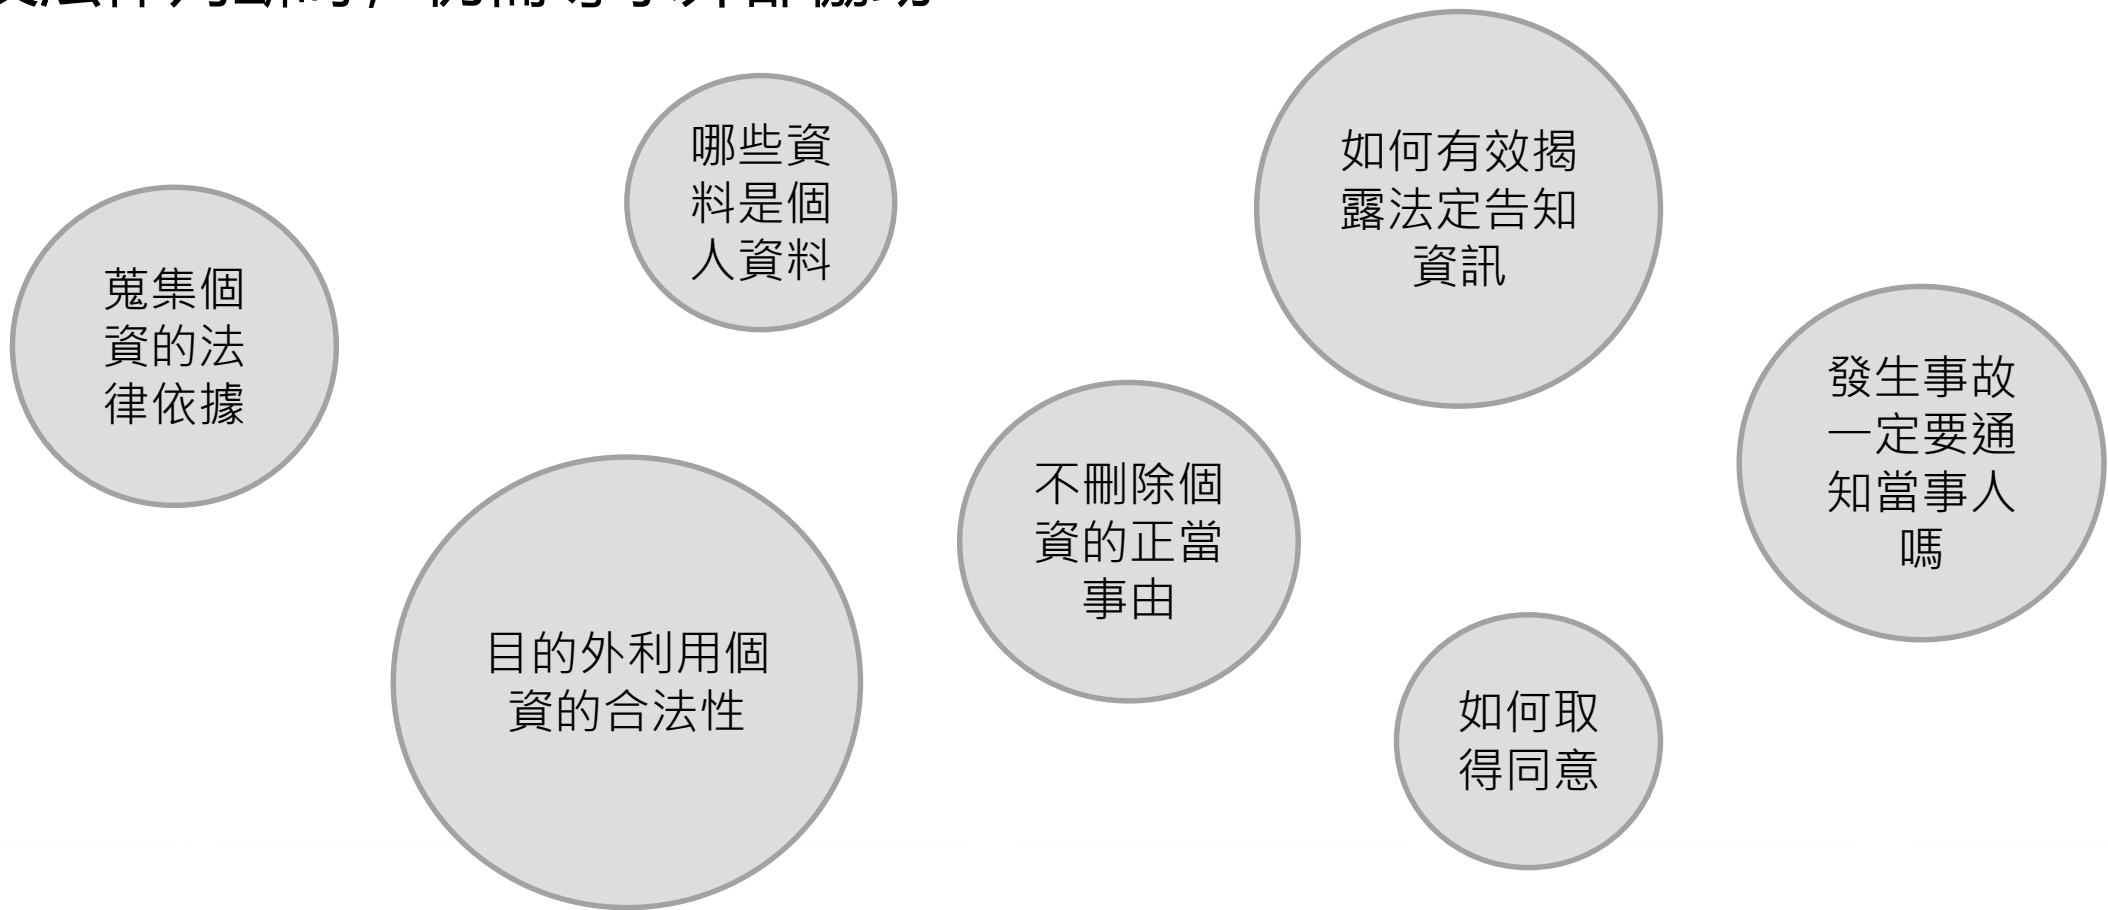 哪些資
料是個
人資料
如何有效揭
露法定告知
資訊
蒐集個
資的法
律依據
發生事故
一定要通
知當事人
嗎
不刪除個
資的正當
事由
目的外利用個
資的合法性
如何取
得同意